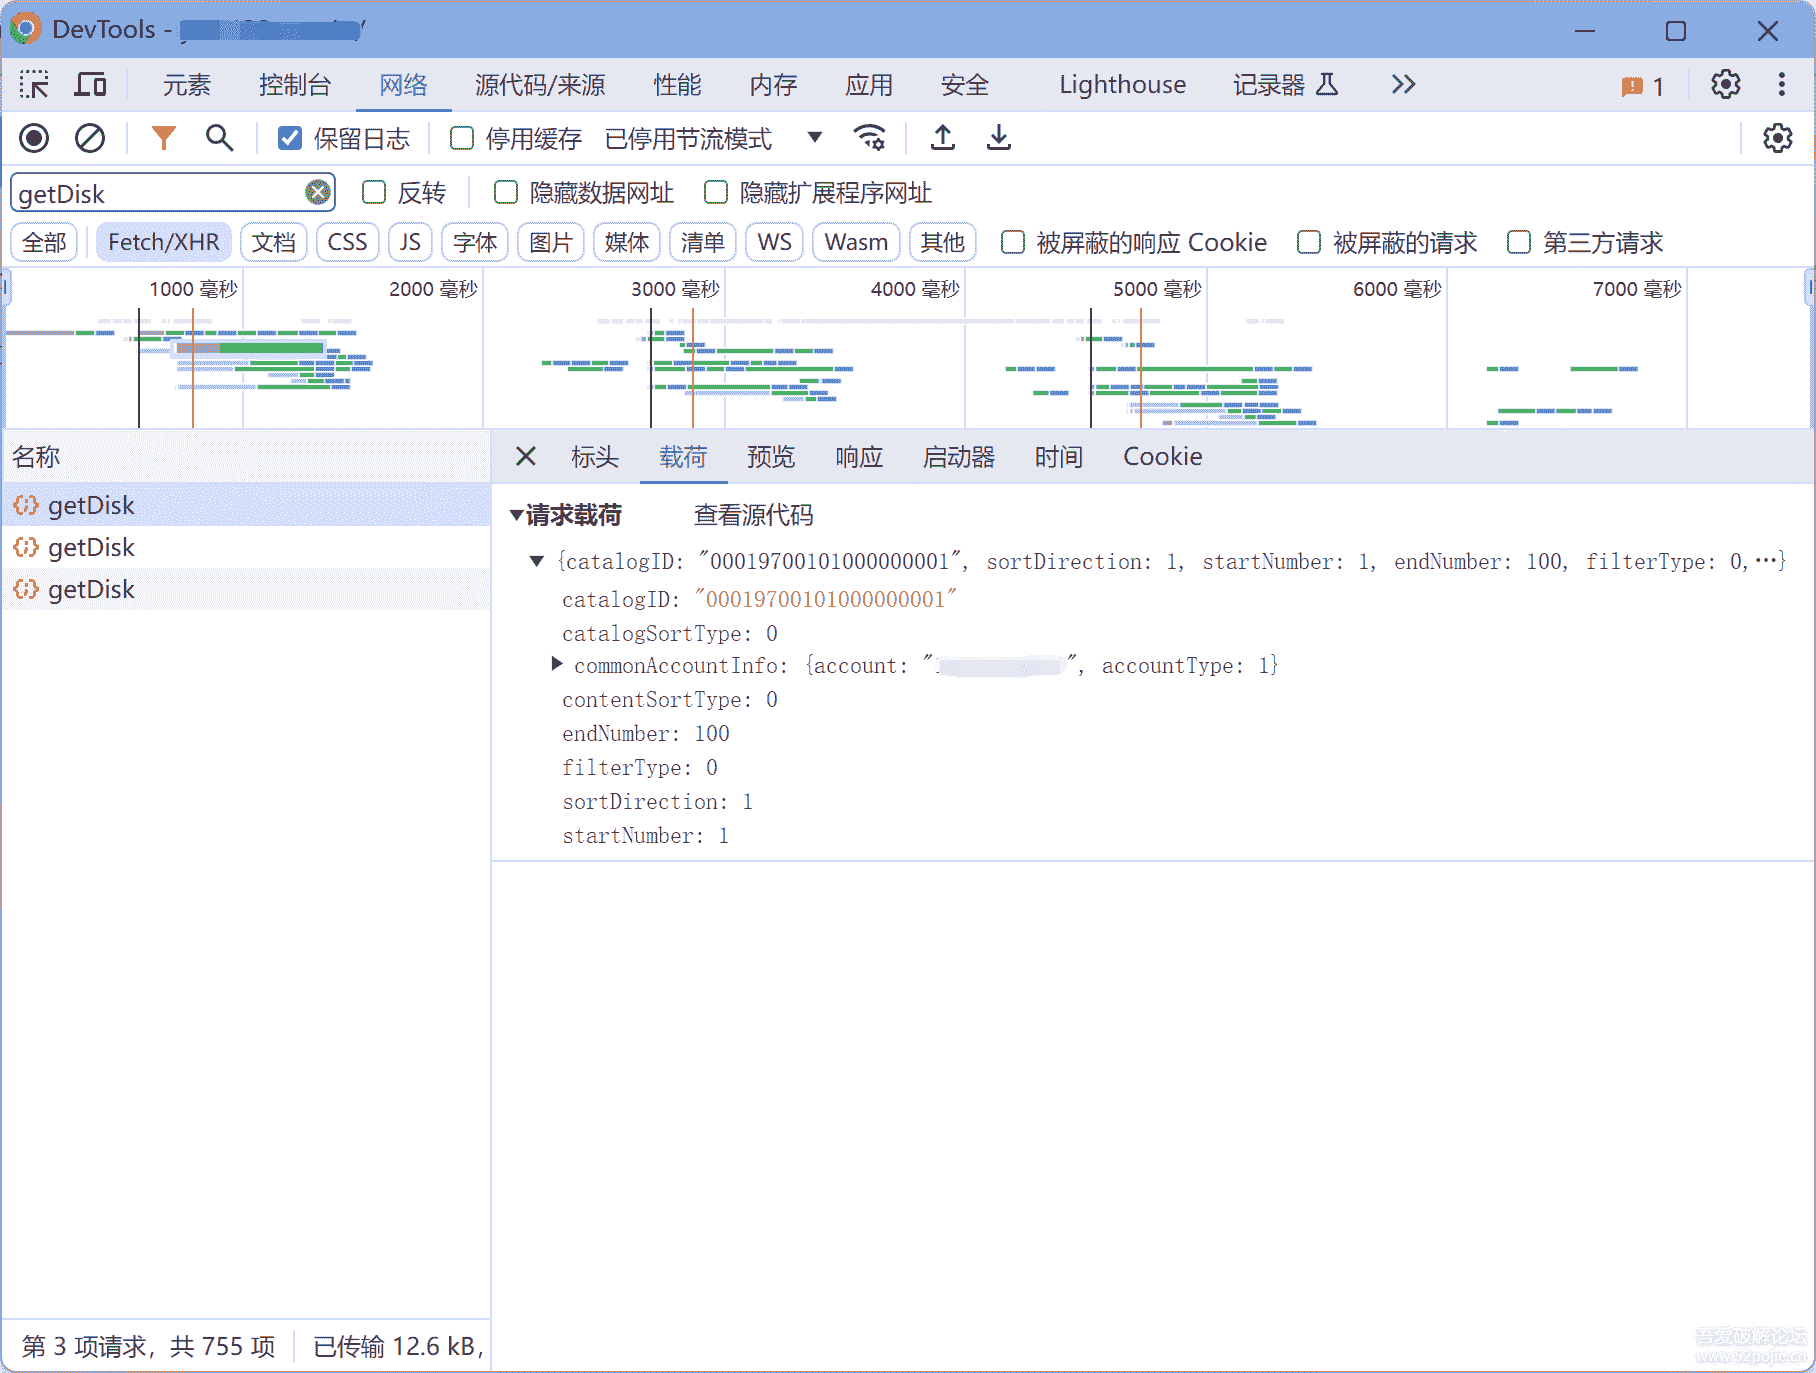 DevTools -
元素 控制台 网络 源代码/来源 性能 内存 应用 安全 Lighthouse 记录器 1
保留日志 停用缓存 已停用节流模式
getDisk 反转 隐藏数据网址 隐藏扩展程序网址
全部 Fetch/XHR 文档 CSS JS 字体 图片 媒体 清单 WS Wasm 其他 被屏蔽的响应 Cookie 被屏蔽的请求 第三方请求
1000 毫秒 2000 毫秒 3000 毫秒 4000 毫秒 5000 毫秒 6000 毫秒 7000 毫秒
名称
getDisk
getDisk
getDisk
标头 载荷 预览 响应 启动器 时间 Cookie
请求载荷 查看源代码
{catalogID: "00019700101000000001", sortDirection: 1, startNumber: 1, endNumber: 100, filterType: 0,…}
catalogID: "00019700101000000001"
catalogSortType: 0
commonAccountInfo: {account: "", accountType: 1}
contentSortType: 0
endNumber: 100
filterType: 0
sortDirection: 1
startNumber: 1
第 3 项请求，共 755 项 已传输 12.6 kB,
吾爱破解论坛
www.52pojie.cn